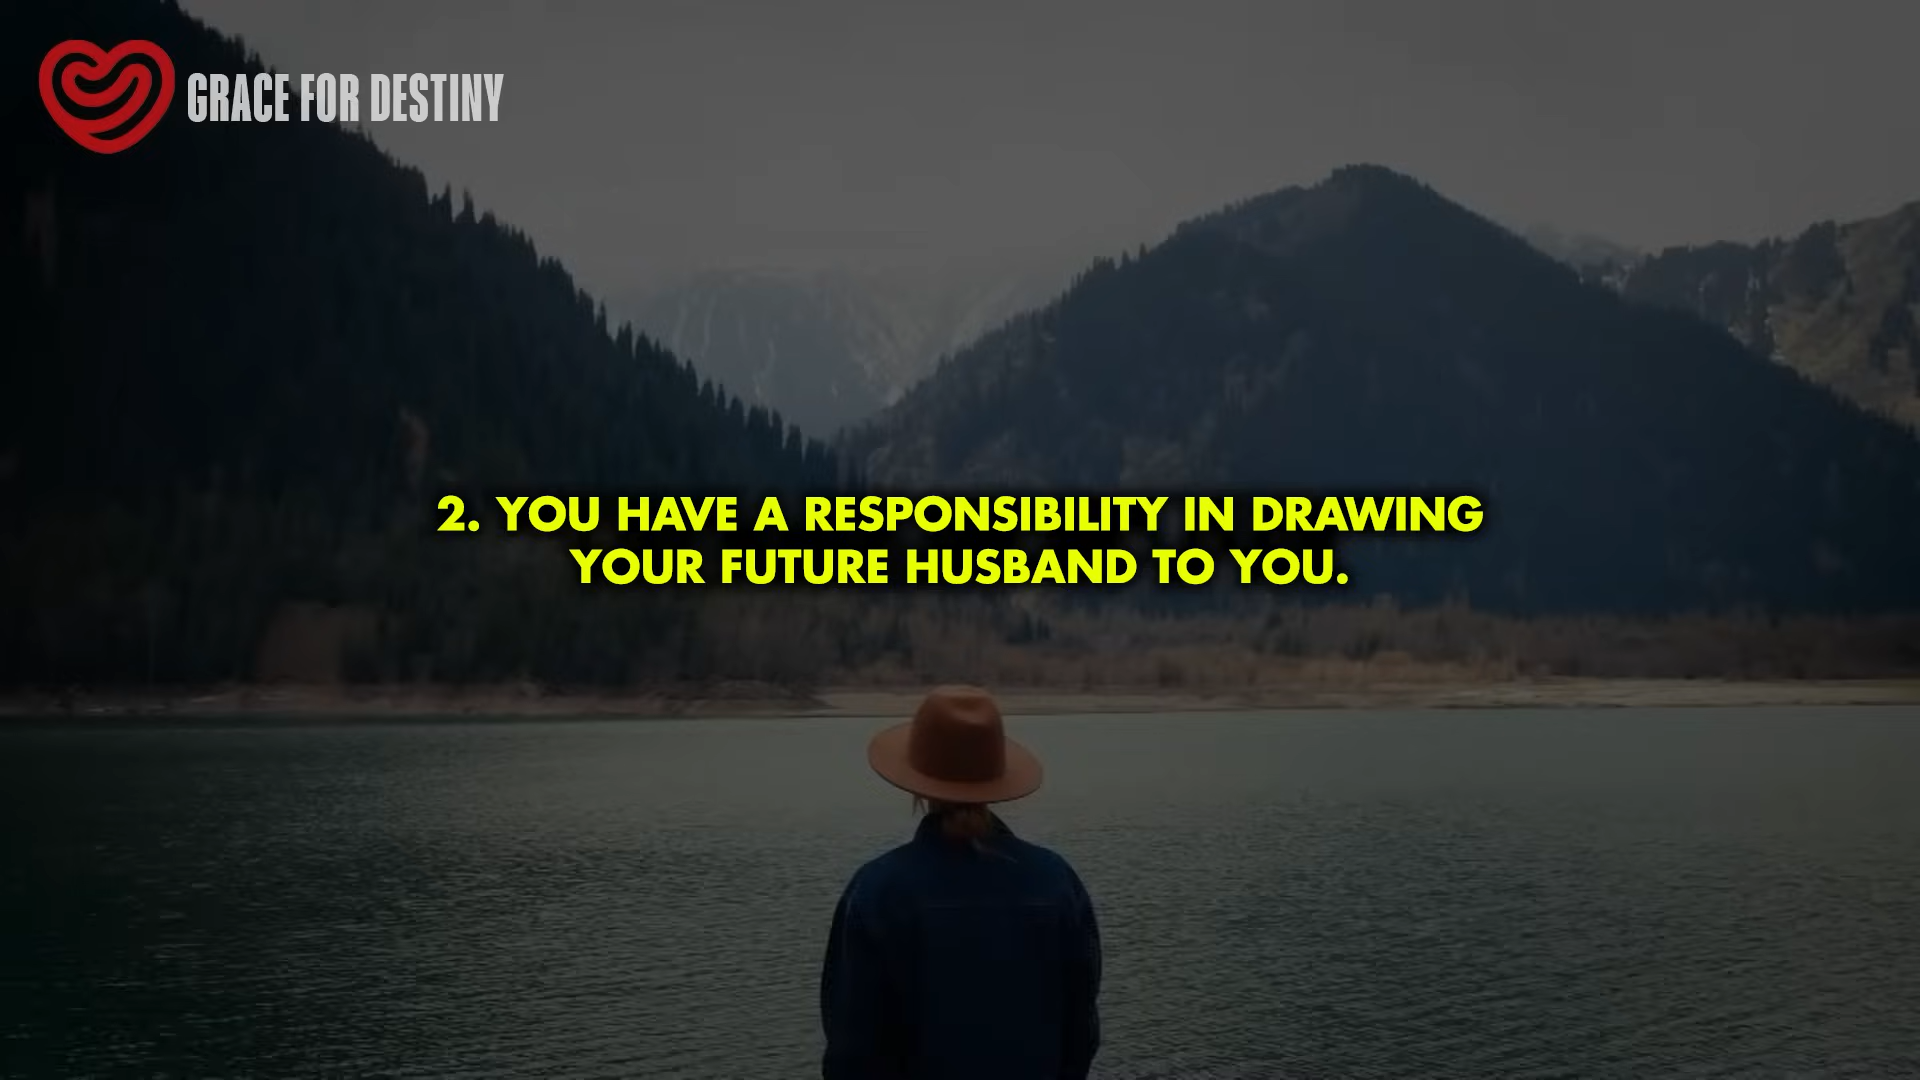 GRACE FOR DESTINY
2. YOU HAVE A RESPONSIBILITY IN DRAWING
YOUR FUTURE HUSBAND TO YOU.